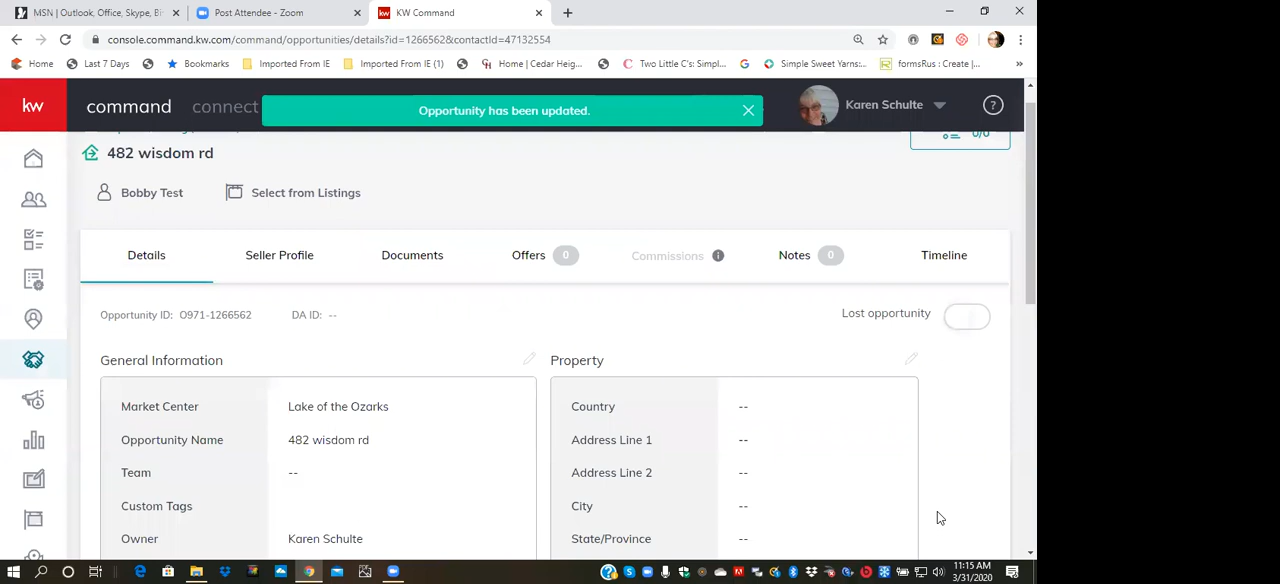 MSN | Outlook, Office, Skype, Bi
Post Attendee - Zoom
KW Command
console.command.kw.com/command/opportunities/details?id=1266562&contactId=47132554
Home
Last 7 Days
Bookmarks
Imported From IE
Imported From IE (1)
Home | Cedar Heig...
Two Little C's: Simpl...
Simple Sweet Yarns:...
formsRus : Create |...
»
kw
command
connect
Opportunity has been updated.
Karen Schulte
?
0/0
482 wisdom rd
Bobby Test
Select from Listings
Details
Seller Profile
Documents
Offers 0
Commissions
Notes 0
Timeline
Opportunity ID: O971-1266562
DA ID: --
Lost opportunity
General Information
Property
Market Center Lake of the Ozarks
Country --
Opportunity Name 482 wisdom rd
Address Line 1 --
Team --
Address Line 2 --
Custom Tags
City --
Owner Karen Schulte
State/Province --
11:15 AM
3/31/2020